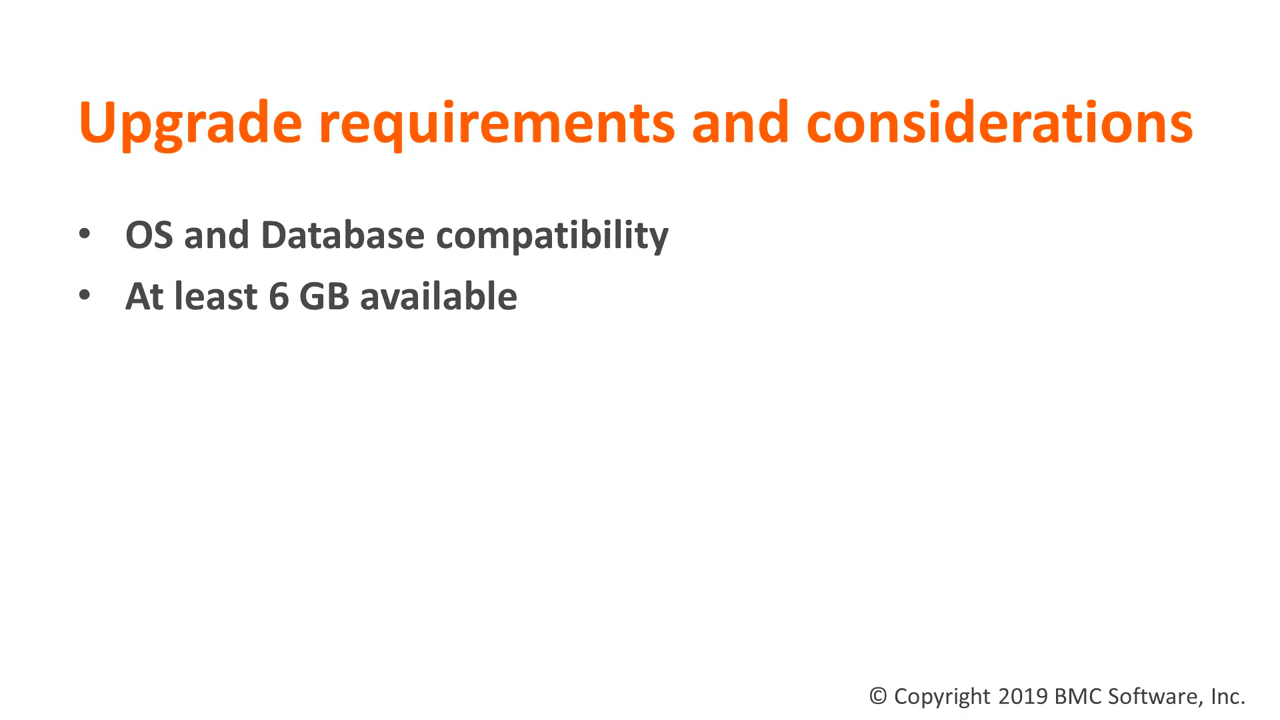 Upgrade requirements and considerations
• OS and Database compatibility
• At least 6 GB available
© Copyright 2019 BMC Software, Inc.